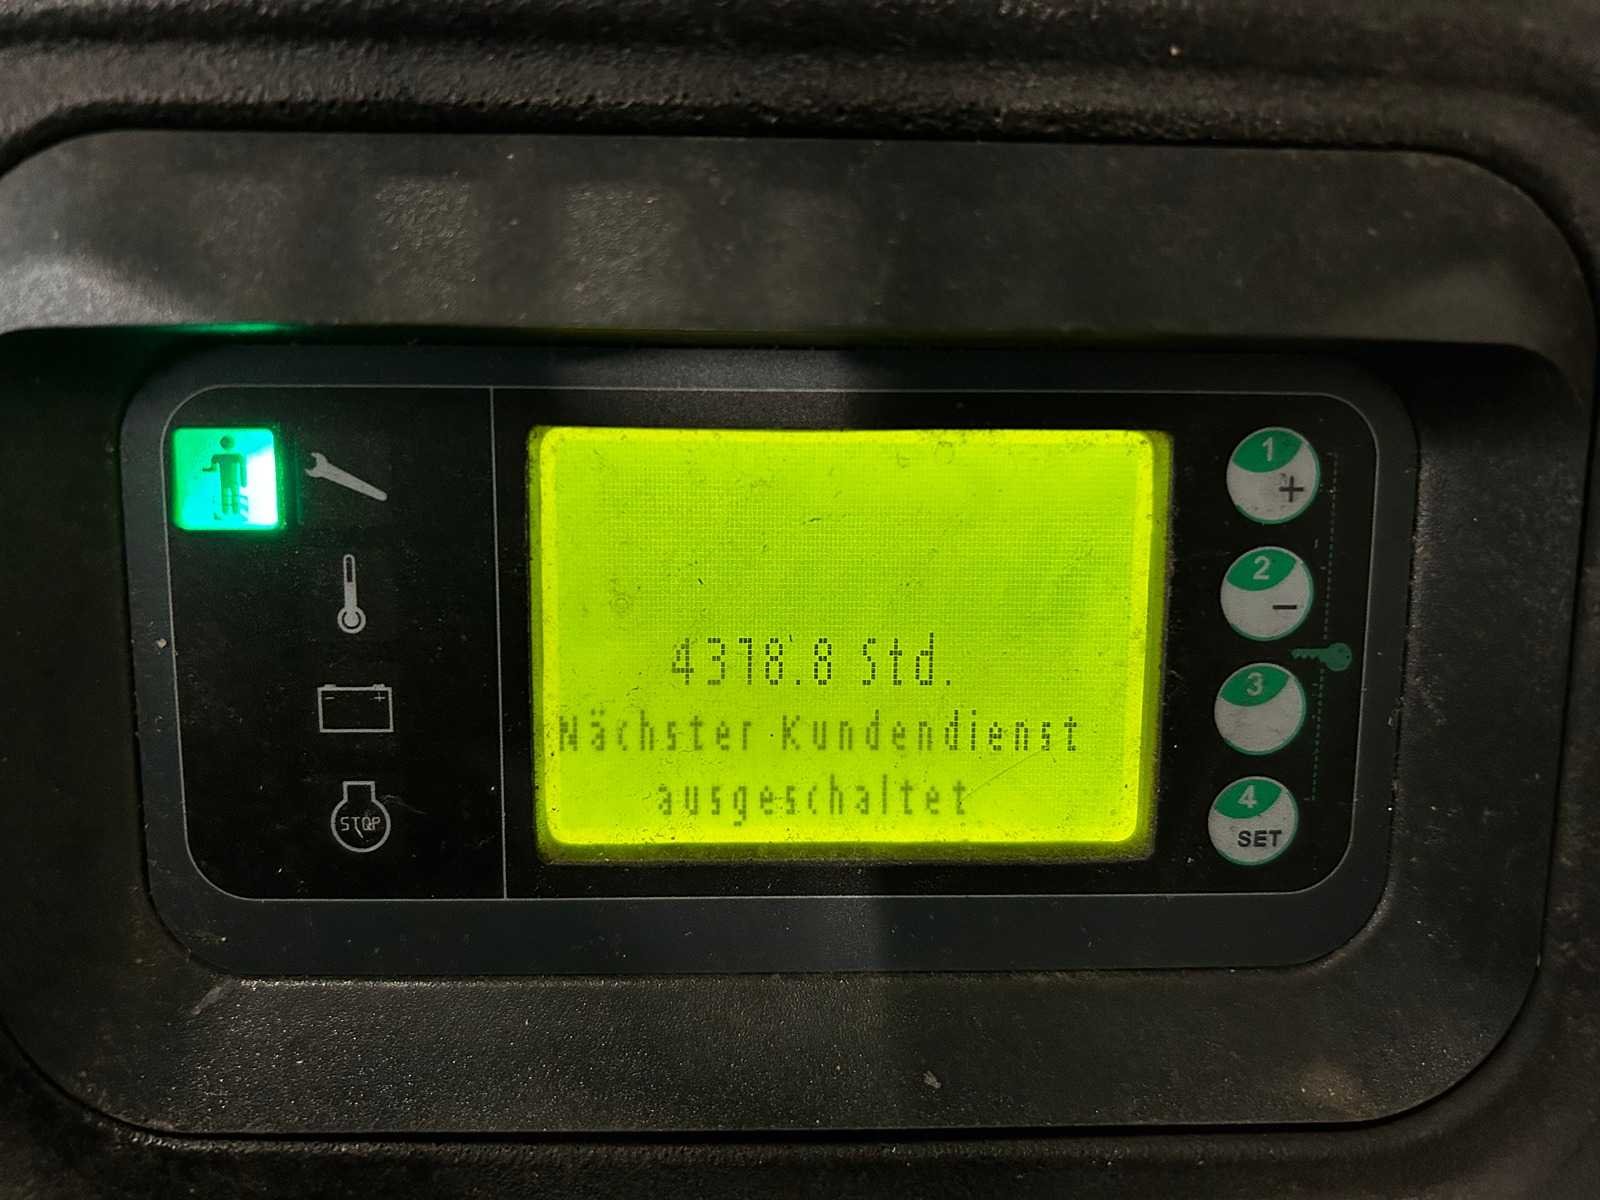 4378.8 Std.
Nächster Kundendienst
ausgeschaltet
STOP
1
+
2
−
3
4
SET